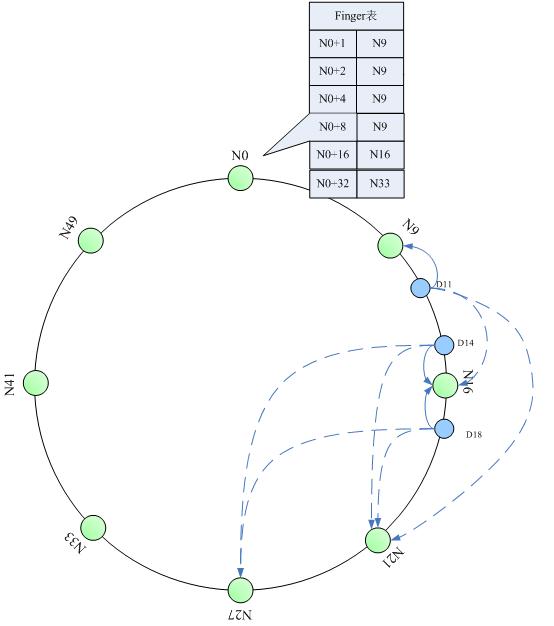 Finger表
N0+1 N9
N0+2 N9
N0+4 N9
N0+8 N9
N0+16 N16
N0+32 N33
N0
N9
N49
D11
D14
N16
N41
D18
N33
N21
N27